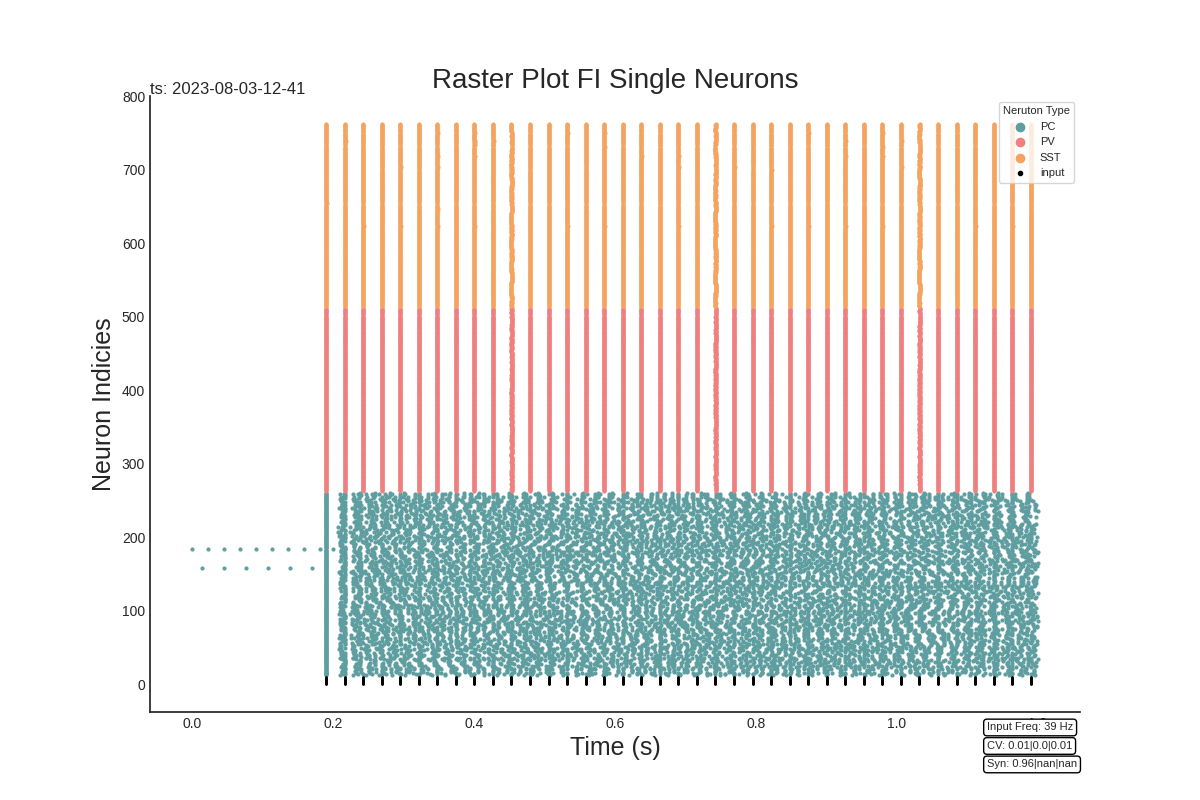 Raster Plot FI Single Neurons
ts: 2023-08-03-12-41
800
700
600
500
400
300
200
100
0
Neuron Indicies
Neruton Type
PC
PV
SST
input
0.0
0.2
0.4
0.6
0.8
1.0
Time (s)
Input Freq: 39 Hz
CV: 0.01|0.0|0.01
Syn: 0.96|nan|nan